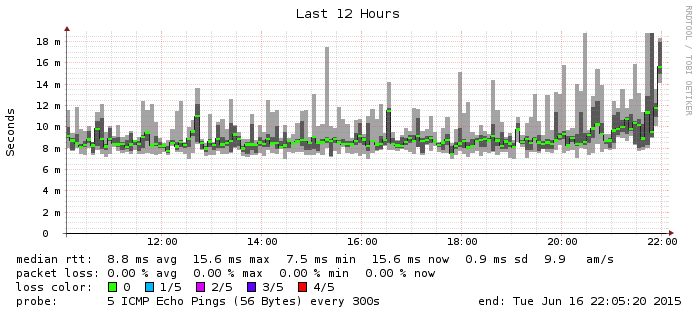 Last 12 Hours
RRDTOOL / TOBI OETIKER
Seconds
18 m
16 m
14 m
12 m
10 m
8 m
6 m
4 m
2 m
0
12:00 14:00 16:00 18:00 20:00 22:00
median rtt: 8.8 ms avg 15.6 ms max 7.5 ms min 15.6 ms now 0.9 ms sd 9.9 am/s
packet loss: 0.00 % avg 0.00 % max 0.00 % min 0.00 % now
loss color: 0 1/5 2/5 3/5 4/5
probe: 5 ICMP Echo Pings (56 Bytes) every 300s end: Tue Jun 16 22:05:20 2015